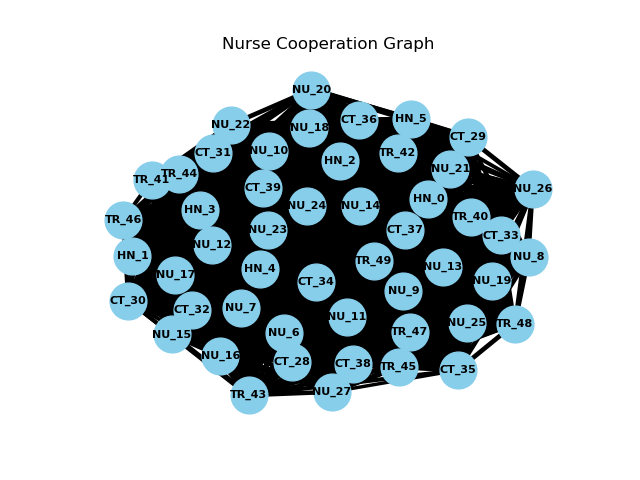 Nurse Cooperation Graph
NU_20
NU_22
NU_18
CT_36
HN_5
CT_29
CT_31
NU_10
HN_2
TR_42
NU_21
TR_41
TR_44
CT_39
NU_26
TR_46
HN_3
NU_24
NU_14
HN_0
TR_40
NU_23
CT_37
CT_33
NU_12
HN_1
NU_17
HN_4
TR_49
NU_13
NU_8
CT_34
NU_9
NU_19
CT_30
CT_32
NU_7
NU_11
NU_15
NU_6
TR_47
NU_25
TR_48
NU_16
CT_28
CT_38
TR_45
CT_35
TR_43
NU_27